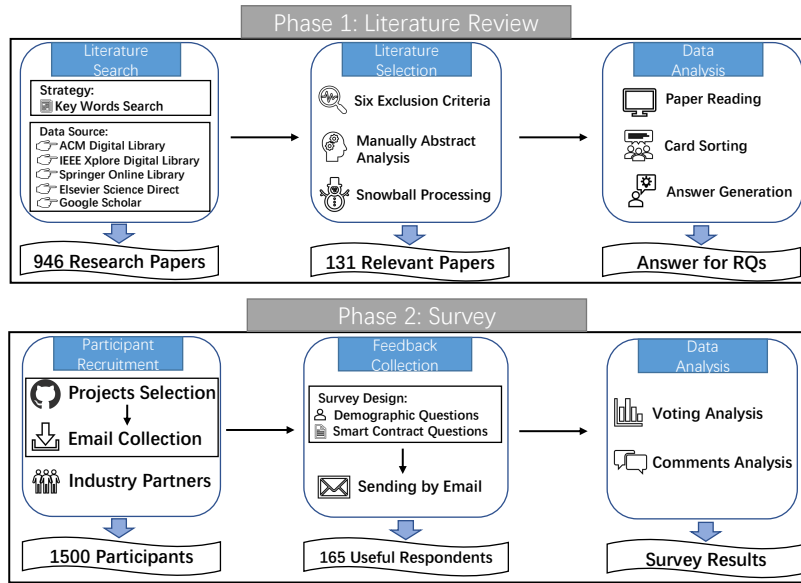 Phase 1: Literature Review
Literature
Search
Strategy:
Key Words Search
Data Source:
ACM Digital Library
IEEE Xplore Digital Library
Springer Online Library
Elsevier Science Direct
Google Scholar
946 Research Papers
Literature
Selection
Six Exclusion Criteria
Manually Abstract
Analysis
Snowball Processing
131 Relevant Papers
Data
Analysis
Paper Reading
Card Sorting
Answer Generation
Answer for RQs
Phase 2: Survey
Participant
Recruitment
Projects Selection
Email Collection
Industry Partners
1500 Participants
Feedback
Collection
Survey Design:
Demographic Questions
Smart Contract Questions
Sending by Email
165 Useful Respondents
Data
Analysis
Voting Analysis
Comments Analysis
Survey Results